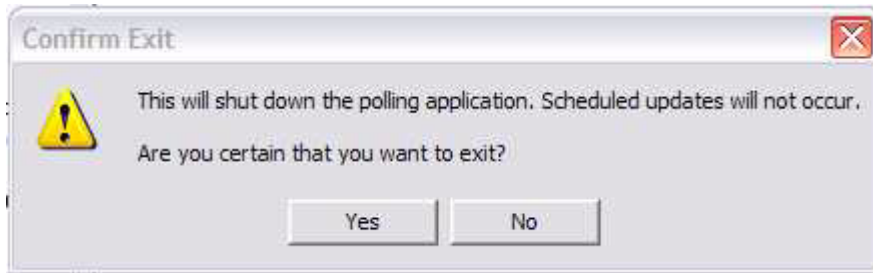 Confirm Exit
This will shut down the polling application. Scheduled updates will not occur.
Are you certain that you want to exit?
Yes No